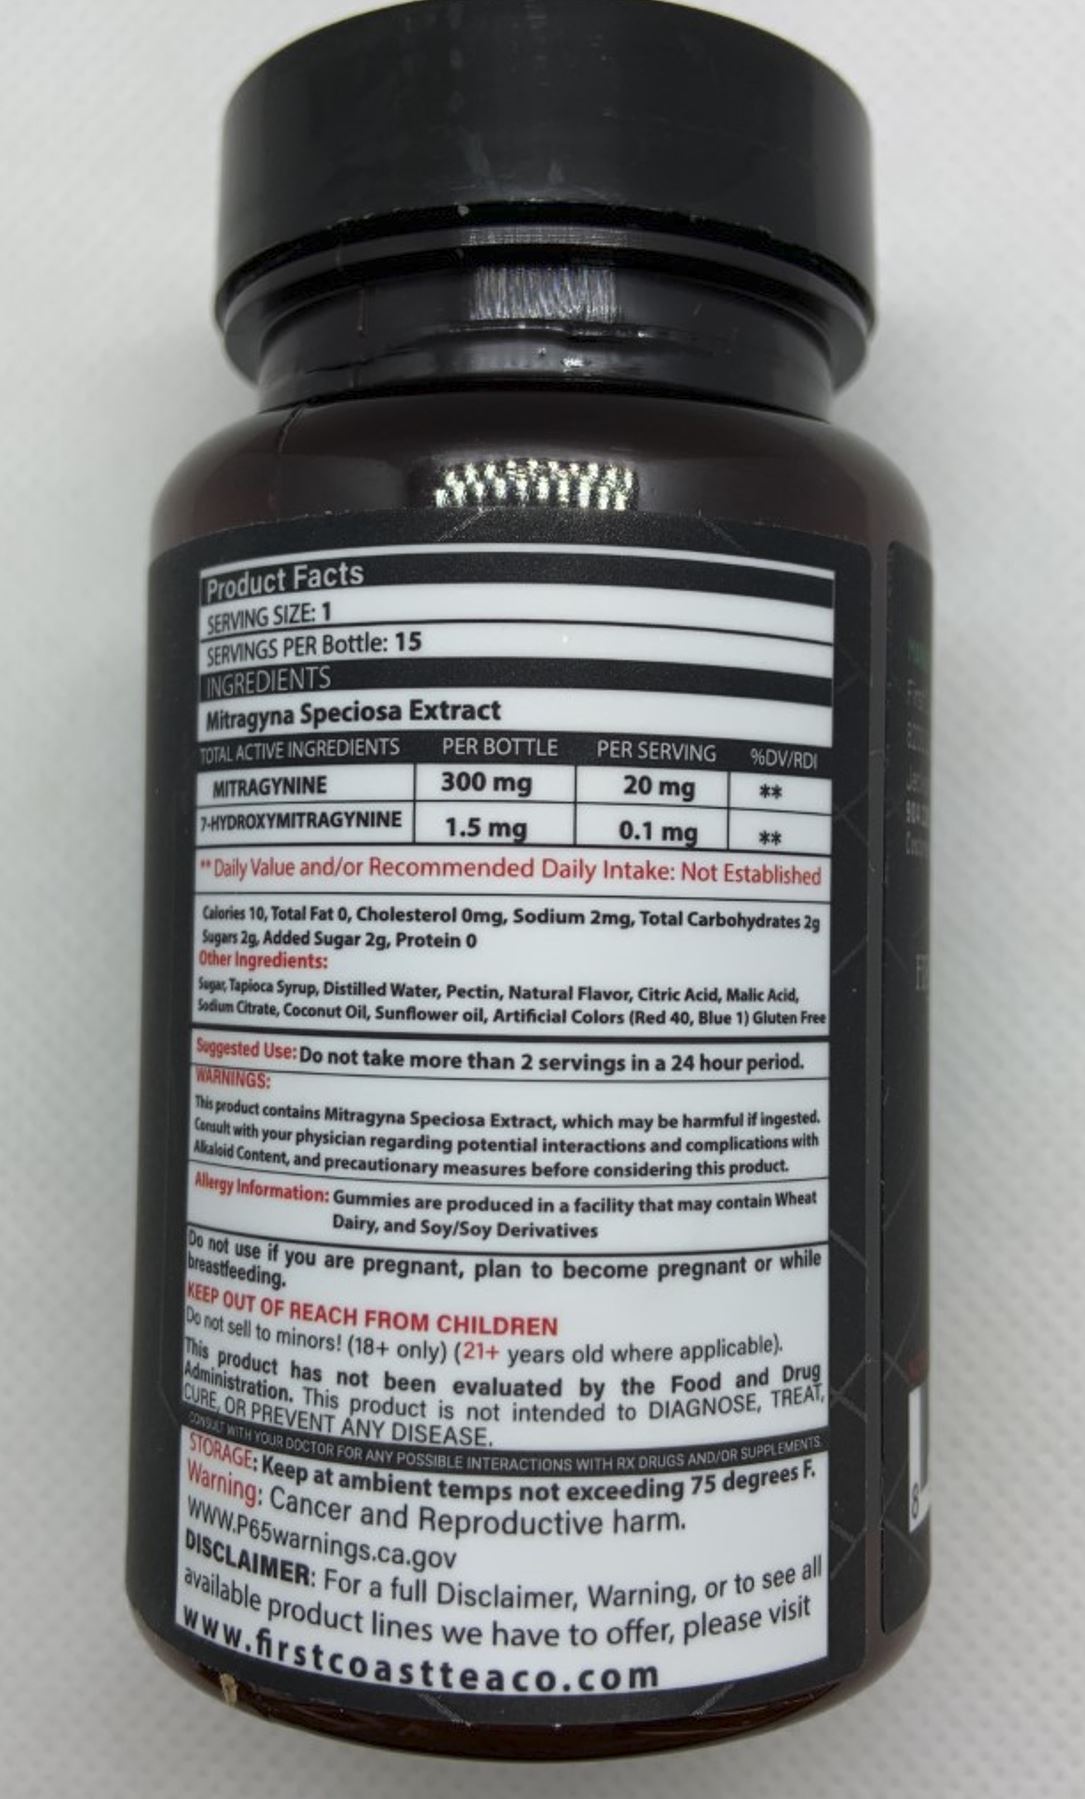 Product Facts
SERVING SIZE: 1
SERVINGS PER Bottle: 15
INGREDIENTS
Mitragyna Speciosa Extract
TOTAL ACTIVE INGREDIENTS PER BOTTLE PER SERVING %DV/RDI
MITRAGYNINE 300 mg 20 mg **
7-HYDROXYMITRAGYNINE 1.5 mg 0.1 mg **
** Daily Value and/or Recommended Daily Intake: Not Established
Calories 10, Total Fat 0, Cholesterol 0mg, Sodium 2mg, Total Carbohydrates 2g
Sugars 2g, Added Sugar 2g, Protein 0
Other Ingredients:
Sugar, Tapioca Syrup, Distilled Water, Pectin, Natural Flavor, Citric Acid, Malic Acid,
Sodium Citrate, Coconut Oil, Sunflower oil, Artificial Colors (Red 40, Blue 1) Gluten Free
Suggested Use: Do not take more than 2 servings in a 24 hour period.
WARNINGS:
This product contains Mitragyna Speciosa Extract, which may be harmful if ingested.
Consult with your physician regarding potential interactions and complications with
Alkaloid Content, and precautionary measures before considering this product.
Allergy Information: Gummies are produced in a facility that may contain Wheat
Dairy, and Soy/Soy Derivatives
Do not use if you are pregnant, plan to become pregnant or while
breastfeeding.
KEEP OUT OF REACH FROM CHILDREN
Do not sell to minors! (18+ only) (21+ years old where applicable).
This product has not been evaluated by the Food and Drug
Administration. This product is not intended to DIAGNOSE, TREAT,
CURE, OR PREVENT ANY DISEASE.
CONSULT WITH YOUR DOCTOR FOR ANY POSSIBLE INTERACTIONS WITH RX DRUGS AND/OR SUPPLEMENTS.
STORAGE: Keep at ambient temps not exceeding 75 degrees F.
Warning: Cancer and Reproductive harm.
WWW.P65warnings.ca.gov
DISCLAIMER: For a full Disclaimer, Warning, or to see all
available product lines we have to offer, please visit
www.firstcoastteaco.com
8